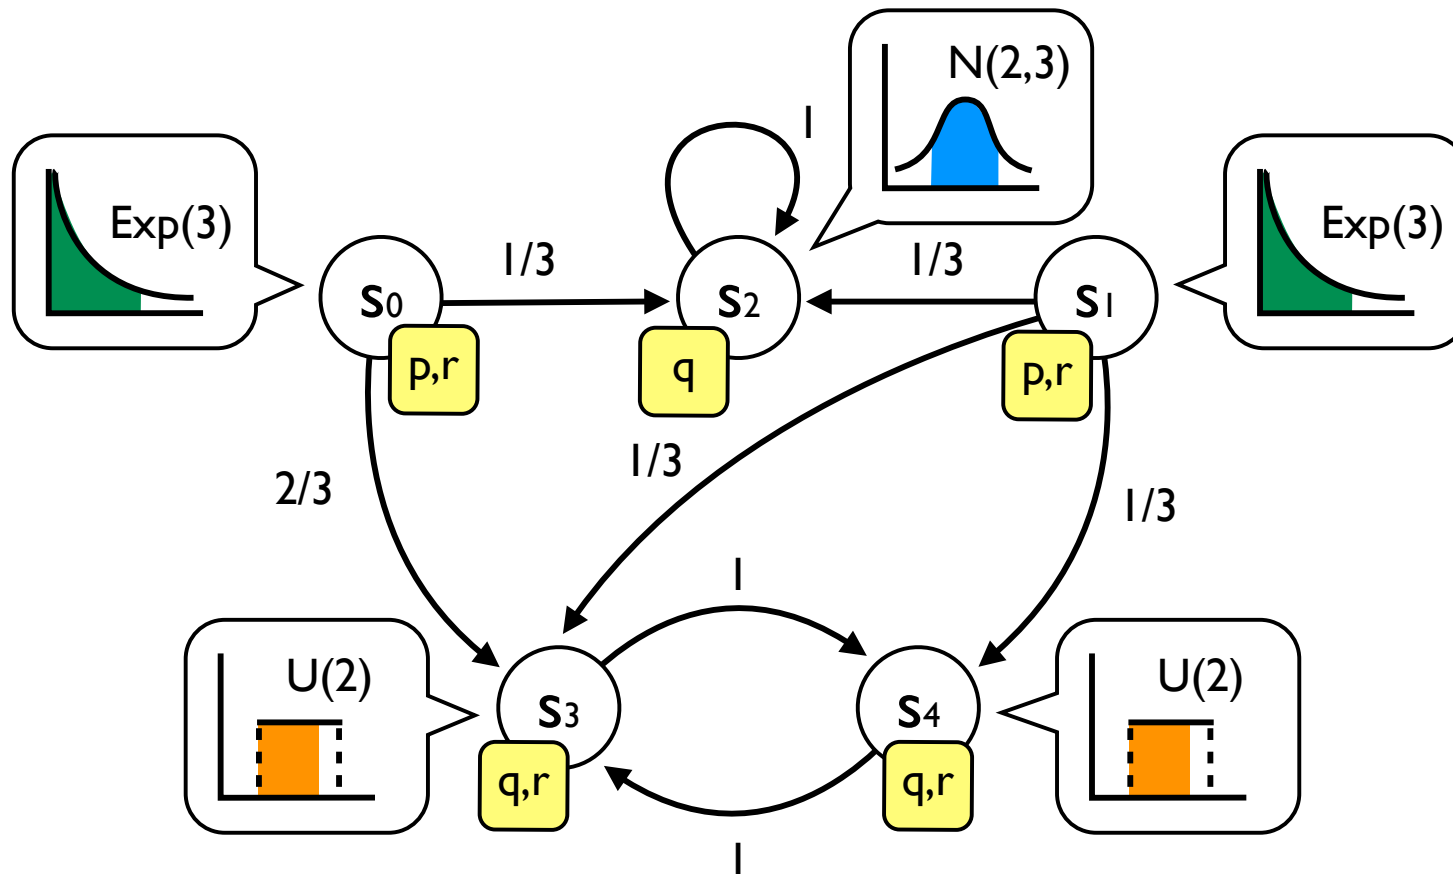 N(2,3)
1
Exp(3)
Exp(3)
1/3
1/3
s0
s2
s1
p,r
q
p,r
1/3
2/3
1/3
1
U(2)
U(2)
s3
s4
q,r
q,r
1